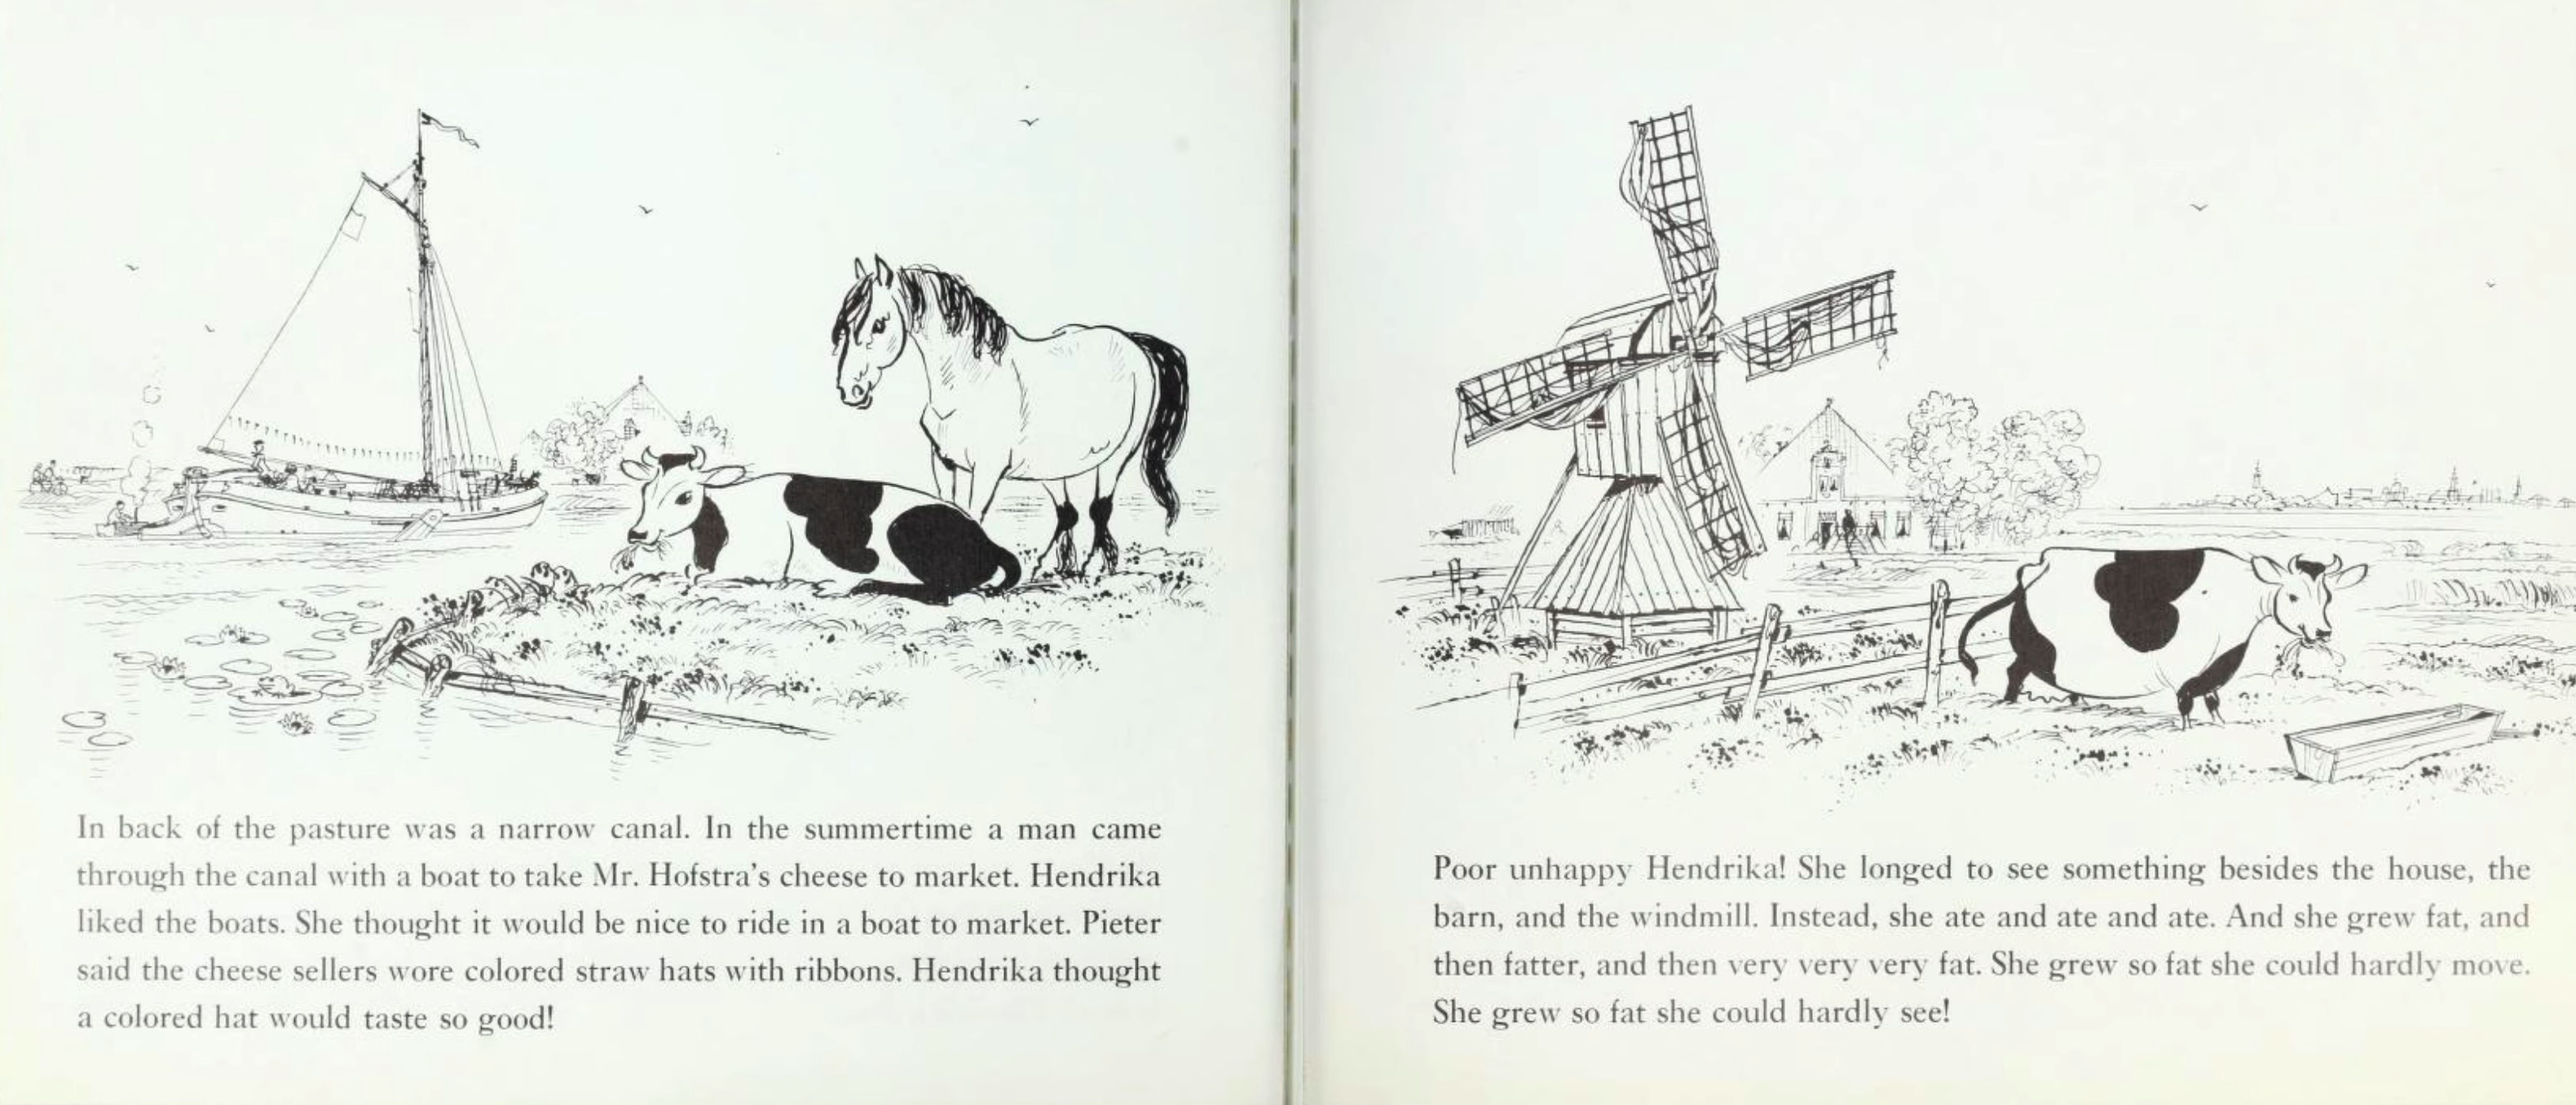 In back of the pasture was a narrow canal. In the summertime a man came
through the canal with a boat to take Mr. Hofstra's cheese to market. Hendrika
liked the boats. She thought it would be nice to ride in a boat to market. Pieter
said the cheese sellers wore colored straw hats with ribbons. Hendrika thought
a colored hat would taste so good!
Poor unhappy Hendrika! She longed to see something besides the house, the
barn, and the windmill. Instead, she ate and ate and ate. And she grew fat, and
then fatter, and then very very very fat. She grew so fat she could hardly move.
She grew so fat she could hardly see!